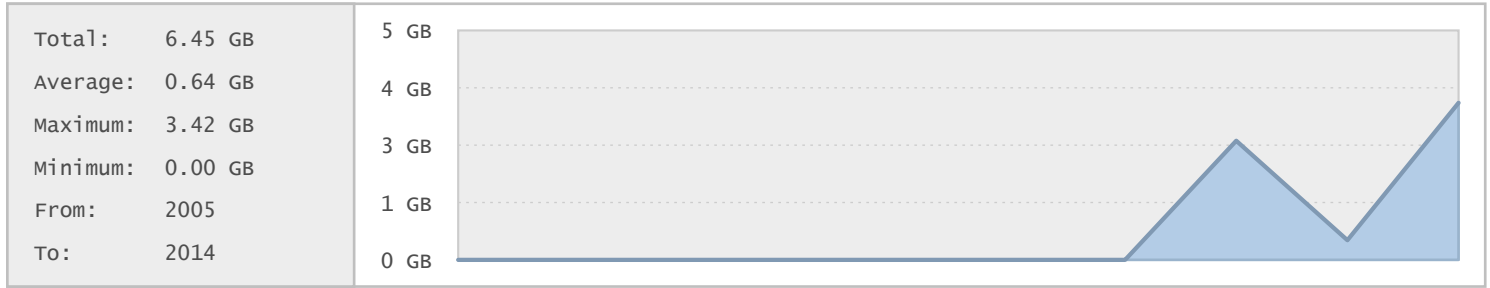 Total: 6.45 GB
Average: 0.64 GB
Maximum: 3.42 GB
Minimum: 0.00 GB
From: 2005
To: 2014
5 GB
4 GB
3 GB
1 GB
0 GB